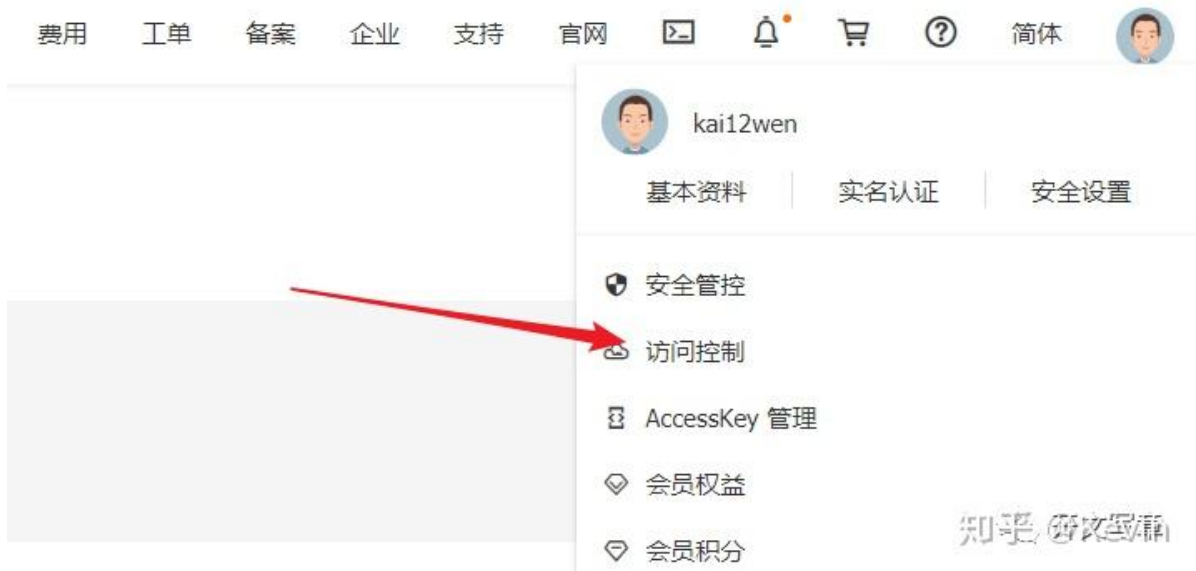 费用 工单 备案 企业 支持 官网 简体
kai12wen
基本资料 实名认证 安全设置
安全管控
访问控制
AccessKey 管理
会员权益
会员积分
知乎